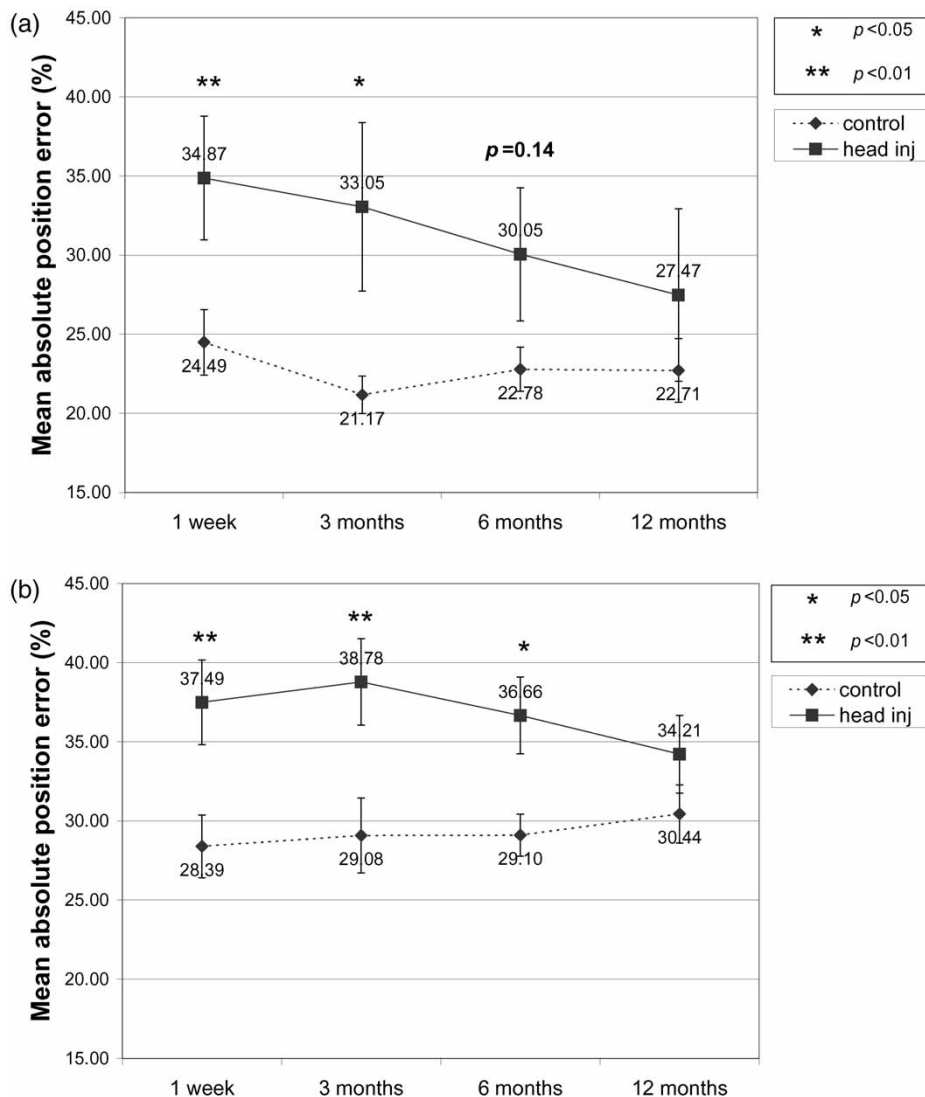 (a)
Mean absolute position error (%)
45.00
40.00
35.00
30.00
25.00
20.00
15.00
** *
p=0.14
34.87
33.05
30.05
27.47
24.49
21.17
22.78
22.71
1 week 3 months 6 months 12 months
* p<0.05
** p<0.01
control
head inj
(b)
Mean absolute position error (%)
45.00
40.00
35.00
30.00
25.00
20.00
15.00
** ** *
37.49
38.78
36.66
34.21
28.39
29.08
29.10
30.44
1 week 3 months 6 months 12 months
* p<0.05
** p<0.01
control
head inj